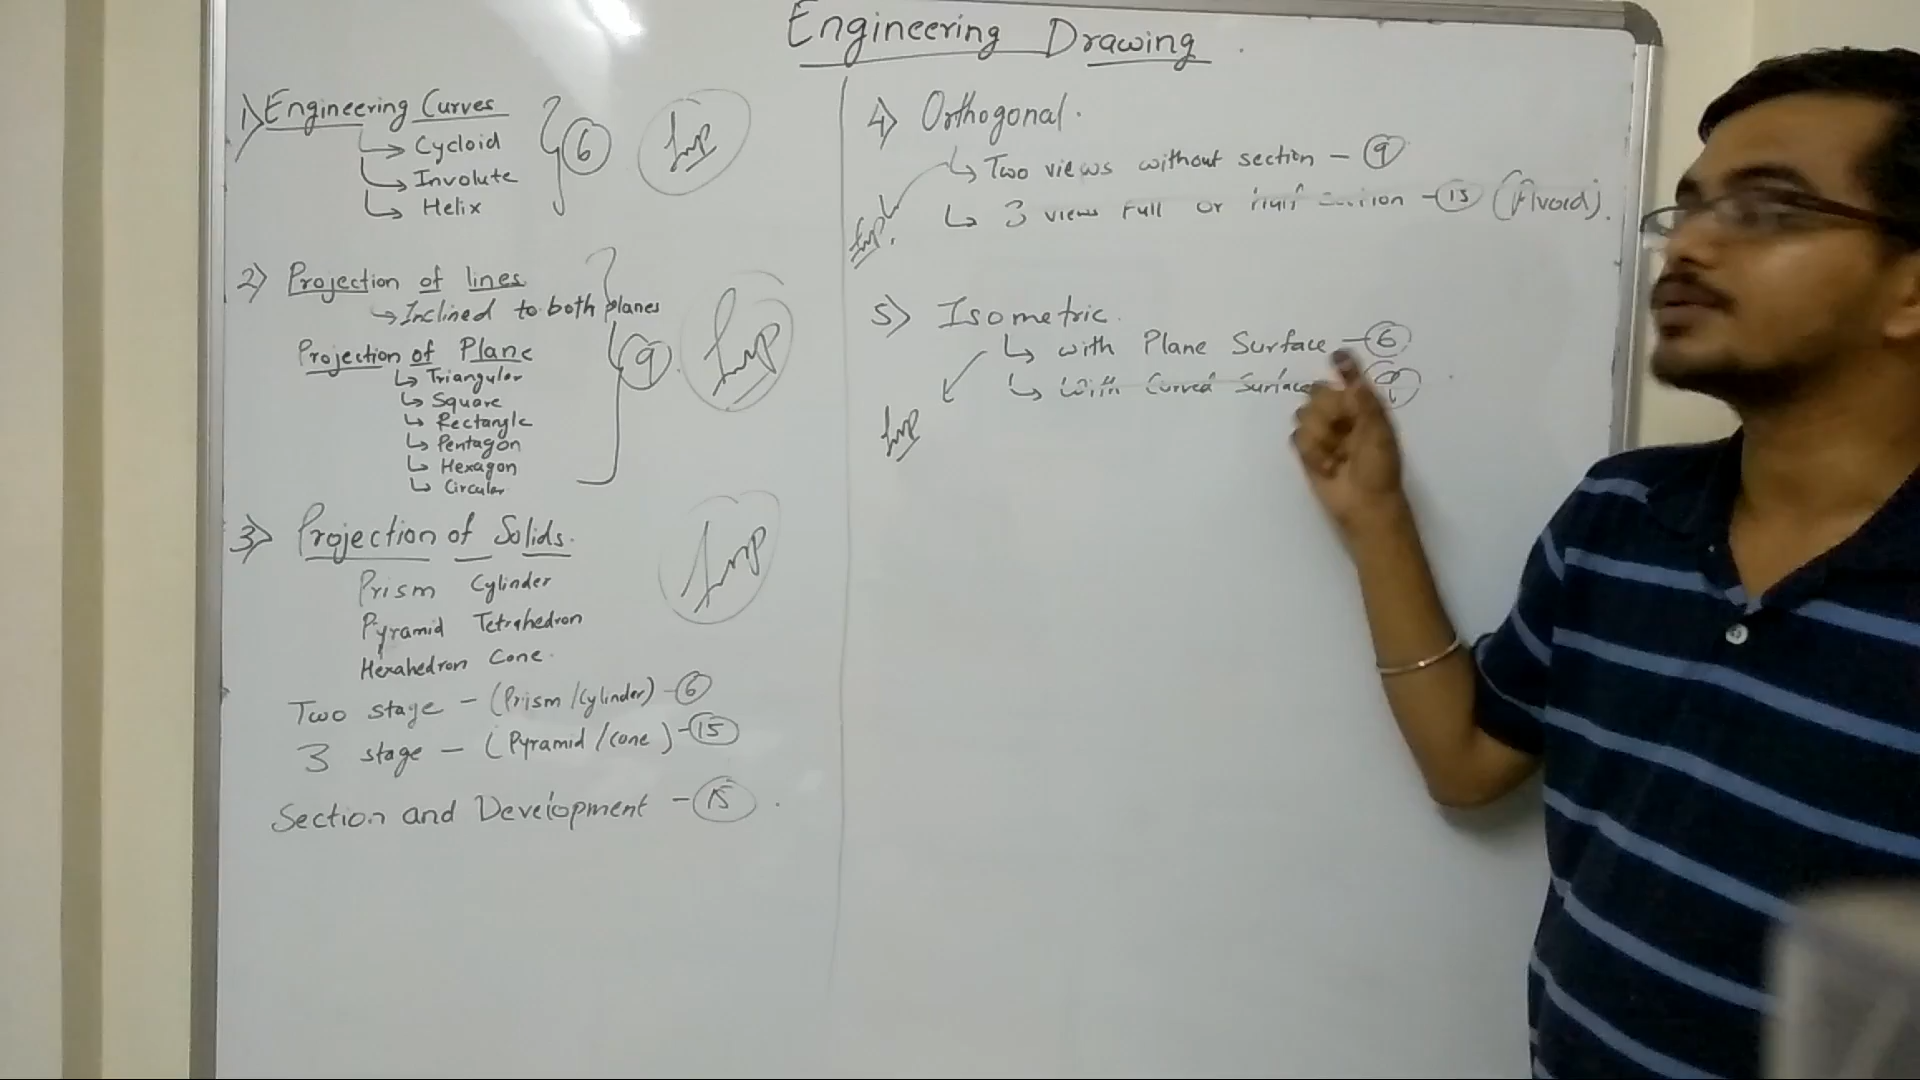 Engineering Drawing
1) Engineering Curves
Cycloid
Involute
Helix
6
Imp
2) Projection of lines
Inclined to both planes
Projection of Plane
Triangular
Square
Rectangle
Pentagon
Hexagon
Circular
9
Imp
3) Projection of Solids.
Imp
Prism Cylinder
Pyramid Tetrahedron
Hexahedron Cone
Two stage - (Prism/Cylinder) - 6
3 stage - (Pyramid/Cone) - 15
Section and Development - 15
4) Orthogonal.
Two views without section - 9
3 views Full or Half section - 15 (Avoid).
Imp.
5) Isometric
with Plane Surface - 6
With Curved Surface
Imp